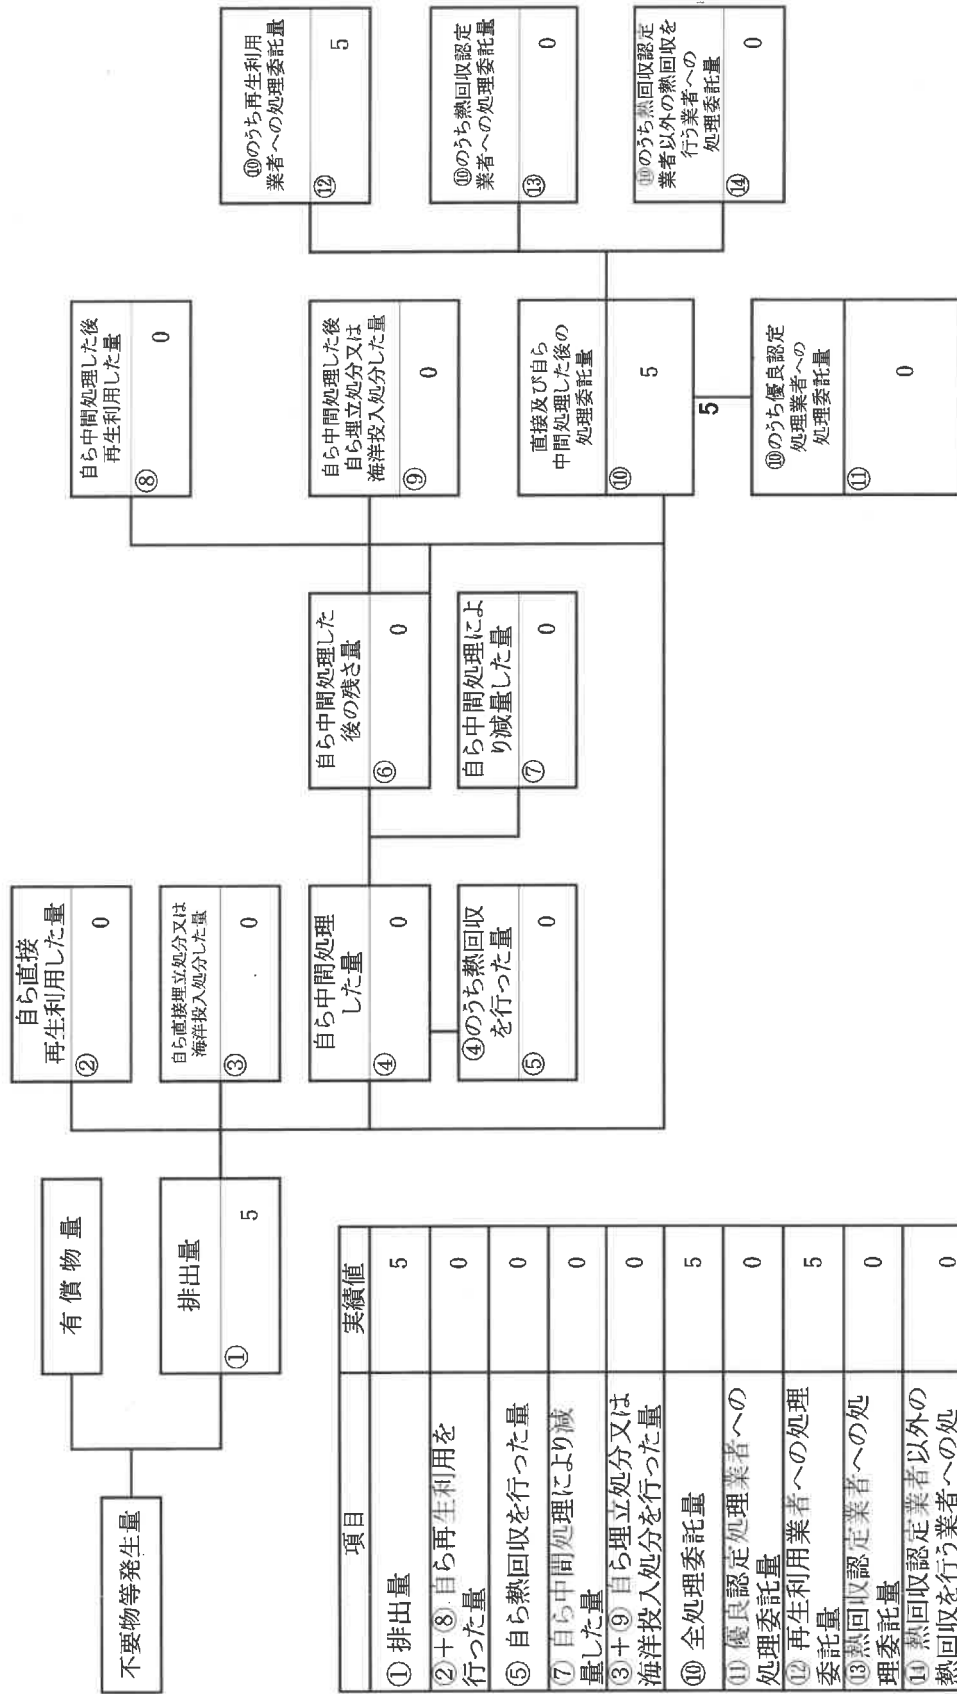 不要物等発生量
有 償 物 量
排出量
①
5
自ら直接
再生利用した量
②
0
自ら直接埋立処分又は
海洋投入処分した量
③
0
自ら中間処理
した量
④
0
④のうち熱回収
を行った量
⑤
0
自ら中間処理した
後の残さ量
⑥
0
自ら中間処理によ
り減量した量
⑦
0
自ら中間処理した後
再生利用した量
⑧
0
自ら中間処理した後
自ら埋立処分又は
海洋投入処分した量
⑨
0
直接及び自ら
中間処理した後の
処理委託量
⑩
5
5
⑩のうち優良認定
処理業者への
処理委託量
⑪
0
⑩のうち再生利用
業者への処理委託量
⑫
5
⑩のうち熱回収認定
業者への処理委託量
⑬
0
⑩のうち熱回収認定
業者以外の熱回収を
行う業者への
処理委託量
⑭
0
項目 実績値
① 排出量 5
②+⑧ 自ら再生利用を
行った量 0
⑤ 自ら熱回収を行った量 0
⑦ 自ら中間処理により減
量した量 0
③+⑨ 自ら埋立処分又は
海洋投入処分を行った量 0
⑩ 全処理委託量 5
⑪ 優良認定処理業者への
処理委託量 0
⑫ 再生利用業者への処理
委託量 5
⑬熱回収認定業者への処
理委託量 0
⑭ 熱回収認定業者以外の
熱回収を行う業者への処 0